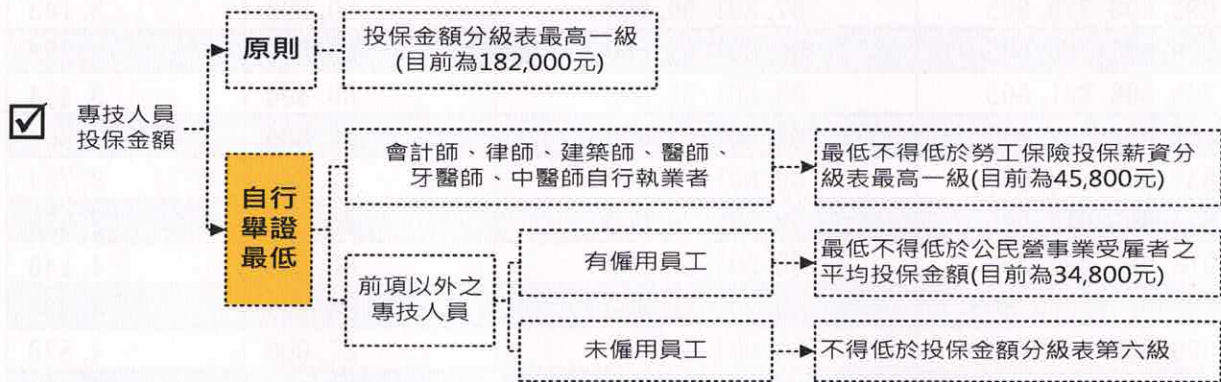 原則
投保金額分級表最高一級
(目前為182,000元)
專技人員
投保金額
自行
舉證
最低
會計師、律師、建築師、醫師、
牙醫師、中醫師自行執業者
最低不得低於勞工保險投保薪資分
級表最高一級(目前為45,800元)
前項以外之
專技人員
有僱用員工
最低不得低於公民營事業受雇者之
平均投保金額(目前為34,800元)
未僱用員工
不得低於投保金額分級表第六級